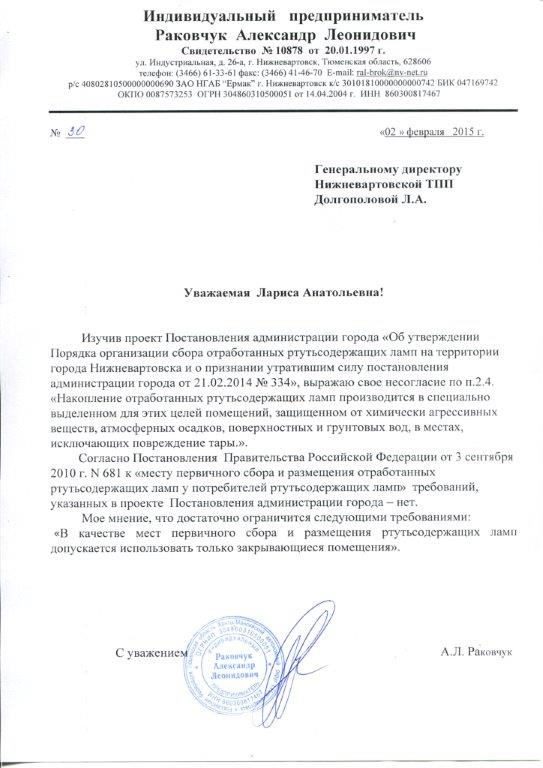 Индивидуальный предприниматель
Раковчук Александр Леонидович
Свидетельство № 10878 от 20.01.1997 г.
ул. Индустриальная, д. 26-а, г. Нижневартовск, Тюменская область, 628606
телефон: (3466) 61-33-61 факс: (3466) 41-46-70 E-mail: ral-brok@nv-net.ru
р/с 40802810500000000690 ЗАО НГАБ "Ермак" г. Нижневартовск к/с 30101810000000000742 БИК 047169742
ОКПО 0087573253 ОГРН 304860310500051 от 14.04.2004 г. ИНН 860300817467
№ 30 «02 » февраля 2015 г.
Генеральному директору
Нижневартовской ТПП
Долгополовой Л.А.
Уважаемая Лариса Анатольевна!
Изучив проект Постановления администрации города «Об утверждении
Порядка организации сбора отработанных ртутьсодержащих ламп на территории
города Нижневартовска и о признании утратившим силу постановления
администрации города от 21.02.2014 № 334», выражаю свое несогласие по п.2.4.
«Накопление отработанных ртутьсодержащих ламп производится в специально
выделенном для этих целей помещений, защищенном от химически агрессивных
веществ, атмосферных осадков, поверхностных и грунтовых вод, в местах,
исключающих повреждение тары.».
Согласно Постановления Правительства Российской Федерации от 3 сентября
2010 г. N 681 к «месту первичного сбора и размещения отработанных
ртутьсодержащих ламп у потребителей ртутьсодержащих ламп» требований,
указанных в проекте Постановления администрации города – нет.
Мое мнение, что достаточно ограничится следующими требованиями:
«В качестве мест первичного сбора и размещения ртутьсодержащих ламп
допускается использовать только закрывающиеся помещения».
С уважением А.Л. Раковчук
Индивидуальный
Раковчук
Александр
Леонидович
предприниматель